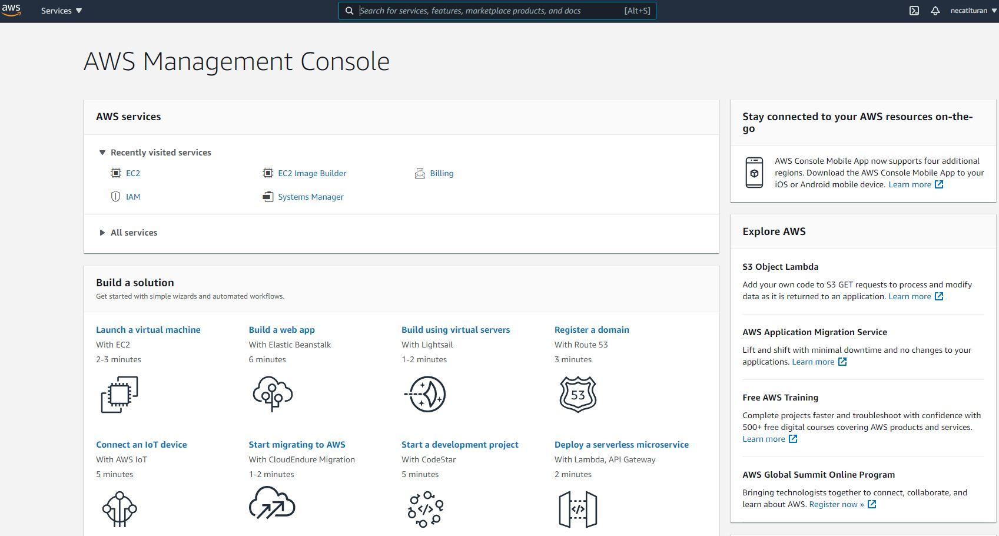 aws
Services
Search for services, features, marketplace products, and docs
[Alt+S]
necatituran
AWS Management Console
AWS services
Recently visited services
EC2
EC2 Image Builder
Billing
IAM
Systems Manager
All services
Build a solution
Get started with simple wizards and automated workflows.
Launch a virtual machine
With EC2
2-3 minutes
Build a web app
With Elastic Beanstalk
6 minutes
Build using virtual servers
With Lightsail
1-2 minutes
Register a domain
With Route 53
3 minutes
53
Connect an IoT device
With AWS IoT
5 minutes
Start migrating to AWS
With CloudEndure Migration
1-2 minutes
Start a development project
With CodeStar
5 minutes
</>
Deploy a serverless microservice
With Lambda, API Gateway
2 minutes
</>
Stay connected to your AWS resources on-the-
go
AWS Console Mobile App now supports four additional
regions. Download the AWS Console Mobile App to your
iOS or Android mobile device. Learn more
Explore AWS
S3 Object Lambda
Add your own code to S3 GET requests to process and modify
data as it is returned to an application. Learn more
AWS Application Migration Service
Lift and shift with minimal downtime and no changes to your
applications. Learn more
Free AWS Training
Complete projects faster and troubleshoot with confidence with
500+ free digital courses covering AWS products and services.
Learn more
AWS Global Summit Online Program
Bringing technologists together to connect, collaborate, and
learn about AWS. Register now »